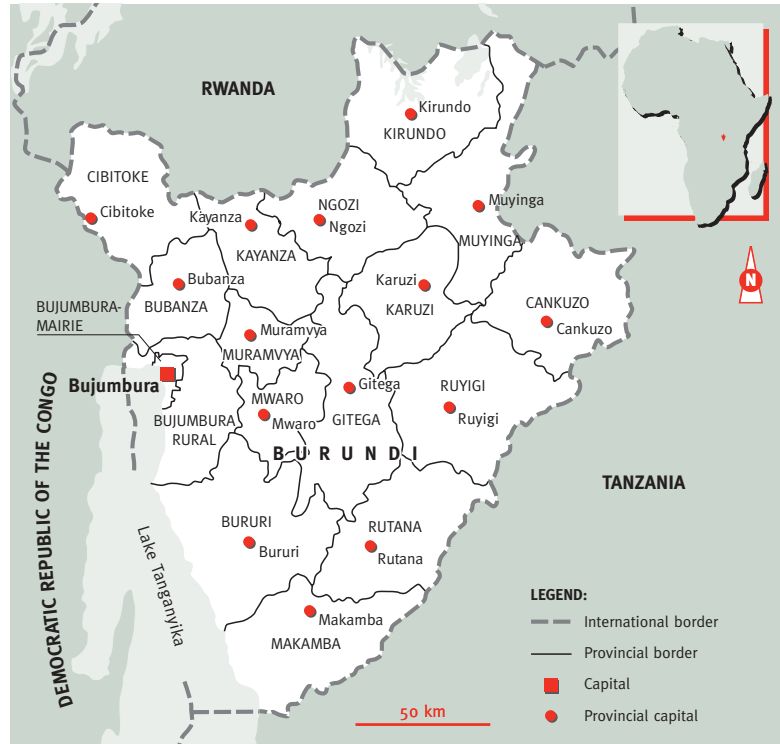 RWANDA
Kirundo
KIRUNDO
CIBITOKE
Cibitoke
Kayanza
KAYANZA
NGOZI
Ngozi
Muyinga
MUYINGA
Bubanza
BUBANZA
Karuzi
KARUZI
CANKUZO
Cankuzo
N
BUJUMBURA-
MAIRIE
Muramvya
MURAMVYA
Bujumbura
MWARO
Mwaro
Gitega
GITEGA
RUYIGI
Ruyigi
BUJUMBURA
RURAL
BURUNDI
DEMOCRATIC REPUBLIC OF THE CONGO
TANZANIA
Lake Tanganyika
BURURI
Bururi
RUTANA
Rutana
Makamba
MAKAMBA
LEGEND:
International border
Provincial border
Capital
Provincial capital
50 km